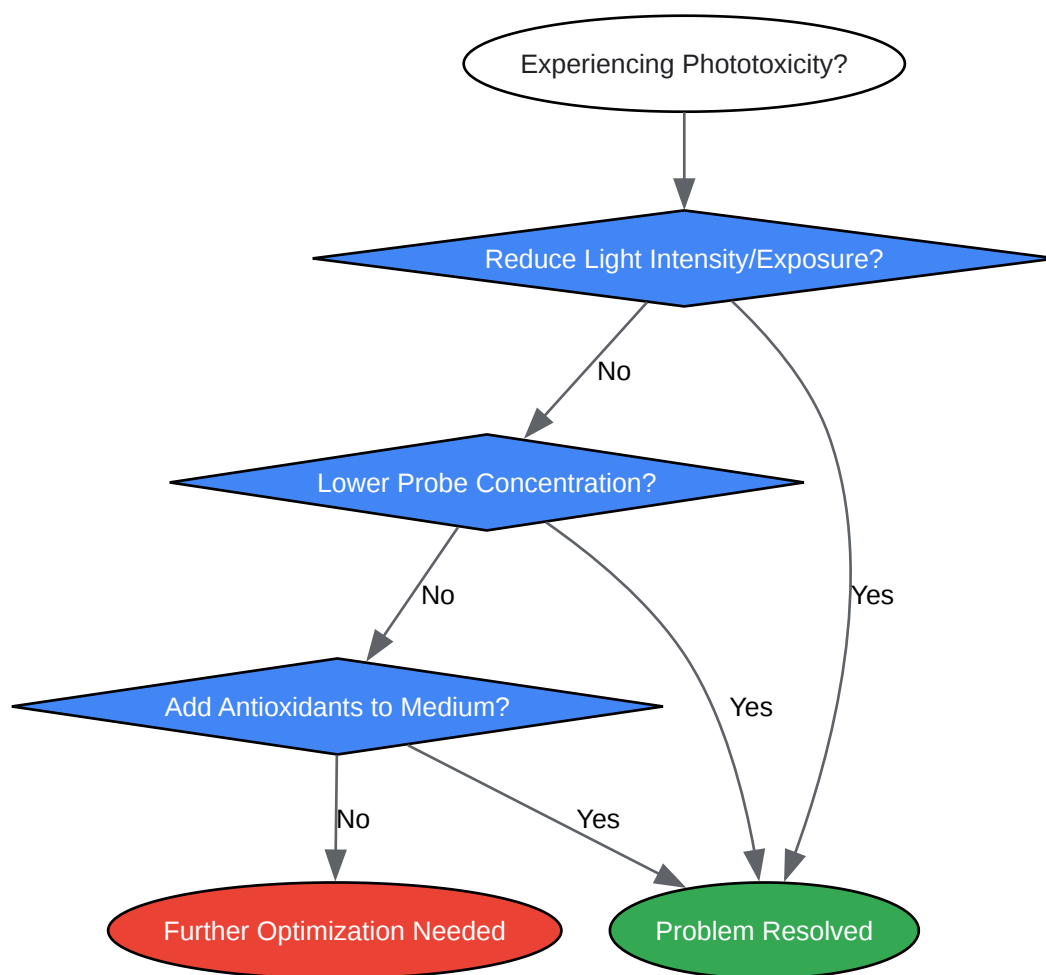 Experiencing Phototoxicity?
Reduce Light Intensity/Exposure?
No
Lower Probe Concentration?
No
Yes
Add Antioxidants to Medium?
Yes
No
Yes
Further Optimization Needed
Problem Resolved